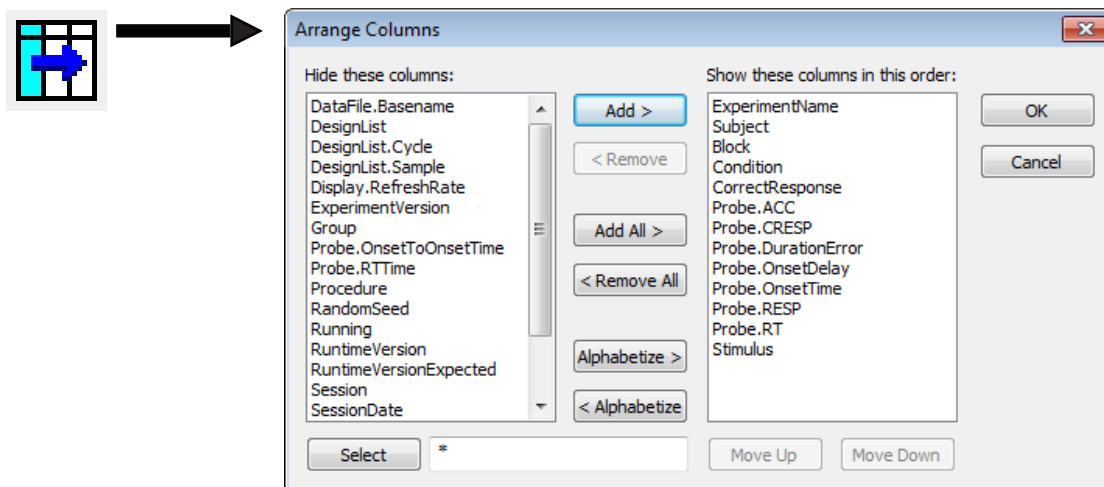 Arrange Columns
Hide these columns:
DataFile.Basename
DesignList
DesignList.Cycle
DesignList.Sample
Display.RefreshRate
ExperimentVersion
Group
Probe.OnsetToOnsetTime
Probe.RTTime
Procedure
RandomSeed
Running
RuntimeVersion
RuntimeVersionExpected
Session
SessionDate
Add >
< Remove
Add All >
< Remove All
Alphabetize >
< Alphabetize
Show these columns in this order:
ExperimentName
Subject
Block
Condition
CorrectResponse
Probe.ACC
Probe.CRESP
Probe.DurationError
Probe.OnsetDelay
Probe.OnsetTime
Probe.RESP
Probe.RT
Stimulus
OK
Cancel
Select
*
Move Up
Move Down